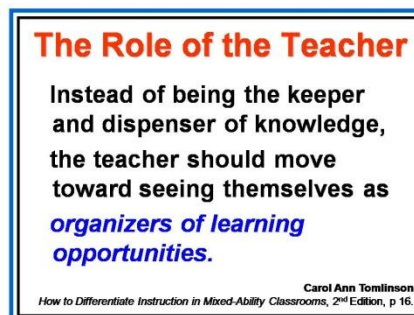 The Role of the Teacher
Instead of being the keeper
and dispenser of knowledge,
the teacher should move
toward seeing themselves as
organizers of learning
opportunities.
Carol Ann Tomlinson
How to Differentiate Instruction in Mixed-Ability Classrooms, 2nd Edition, p 16.